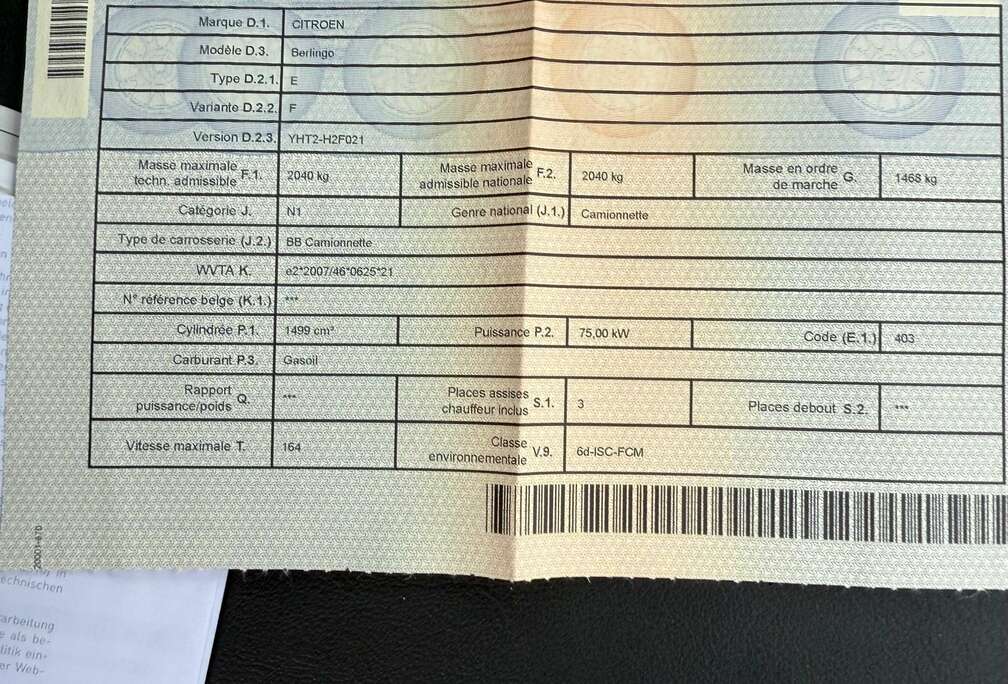 Marque D.1. CITROEN
Modèle D.3. Berlingo
Type D.2.1. E
Variante D.2.2. F
Version D.2.3. YHT2-H2F021
Masse maximale techn. admissible F.1. 2040 kg Masse maximale admissible nationale F.2. 2040 kg Masse en ordre de marche G. 1468 kg
Catégorie J. N1 Genre national (J.1.) Camionnette
Type de carrosserie (J.2.) BB Camionnette
WVTA K. e2*2007/46*0625*21
N° référence belge (K.1.) ***
Cylindrée P.1. 1499 cm³ Puissance P.2. 75,00 kW Code (E.1.) 403
Carburant P.3. Gasoil
Rapport puissance/poids Q. *** Places assises chauffeur inclus S.1. 3 Places debout S.2. ***
Vitesse maximale T. 164 Classe environnementale V.9. 6d-ISC-FCM
20001-670
in
echnischen
arbeitung
e als be-
litik ein-
er Web-